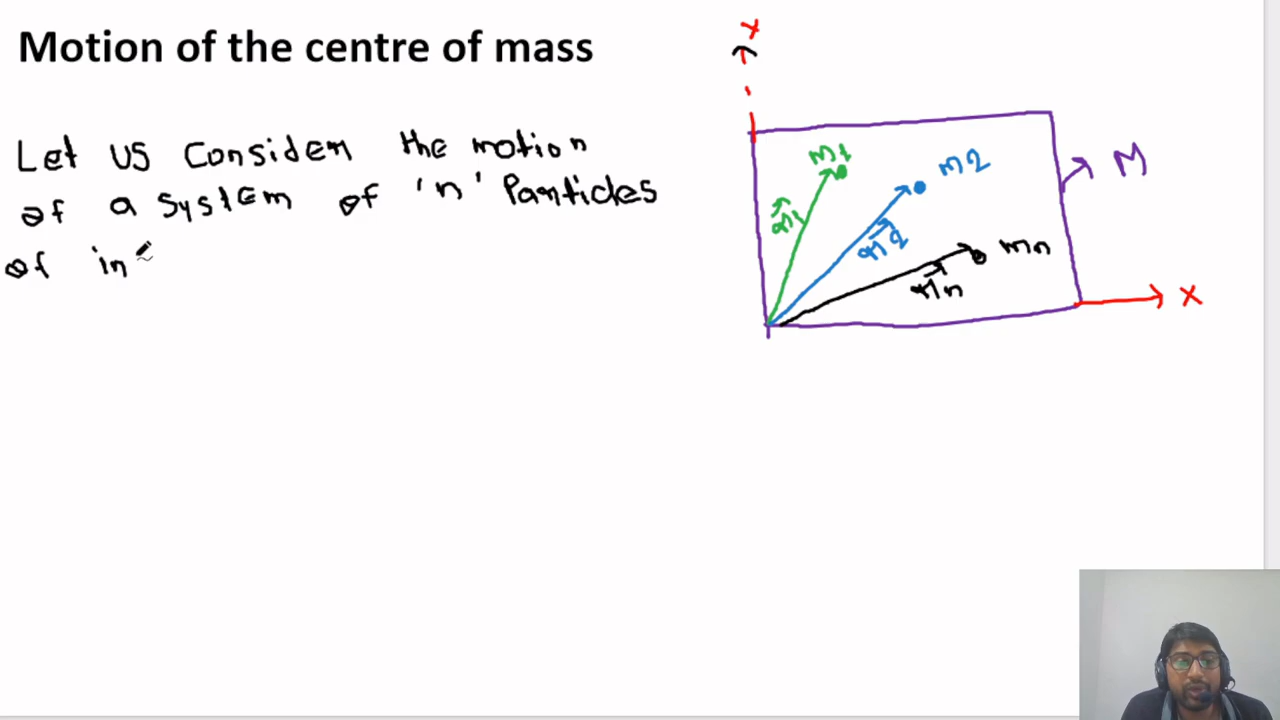 Motion of the centre of mass
Let us consider the motion
of a system of 'n' Particles
of in
Y
m1
m2
M
r1
r2
mn
rn
X